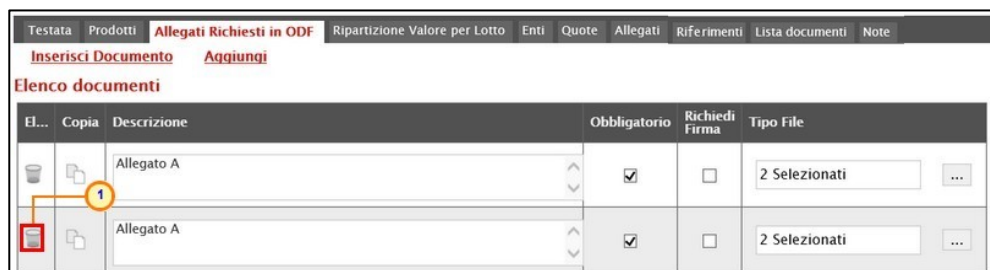 Testata Prodotti Allegati Richiesti in ODF Ripartizione Valore per Lotto Enti Quote Allegati Riferimenti Lista documenti Note
Inserisci Documento Aggiungi
Elenco documenti
El... Copia Descrizione Obbligatorio Richiedi Firma Tipo File
Allegato A 2 Selezionati ...
1
Allegato A 2 Selezionati ...